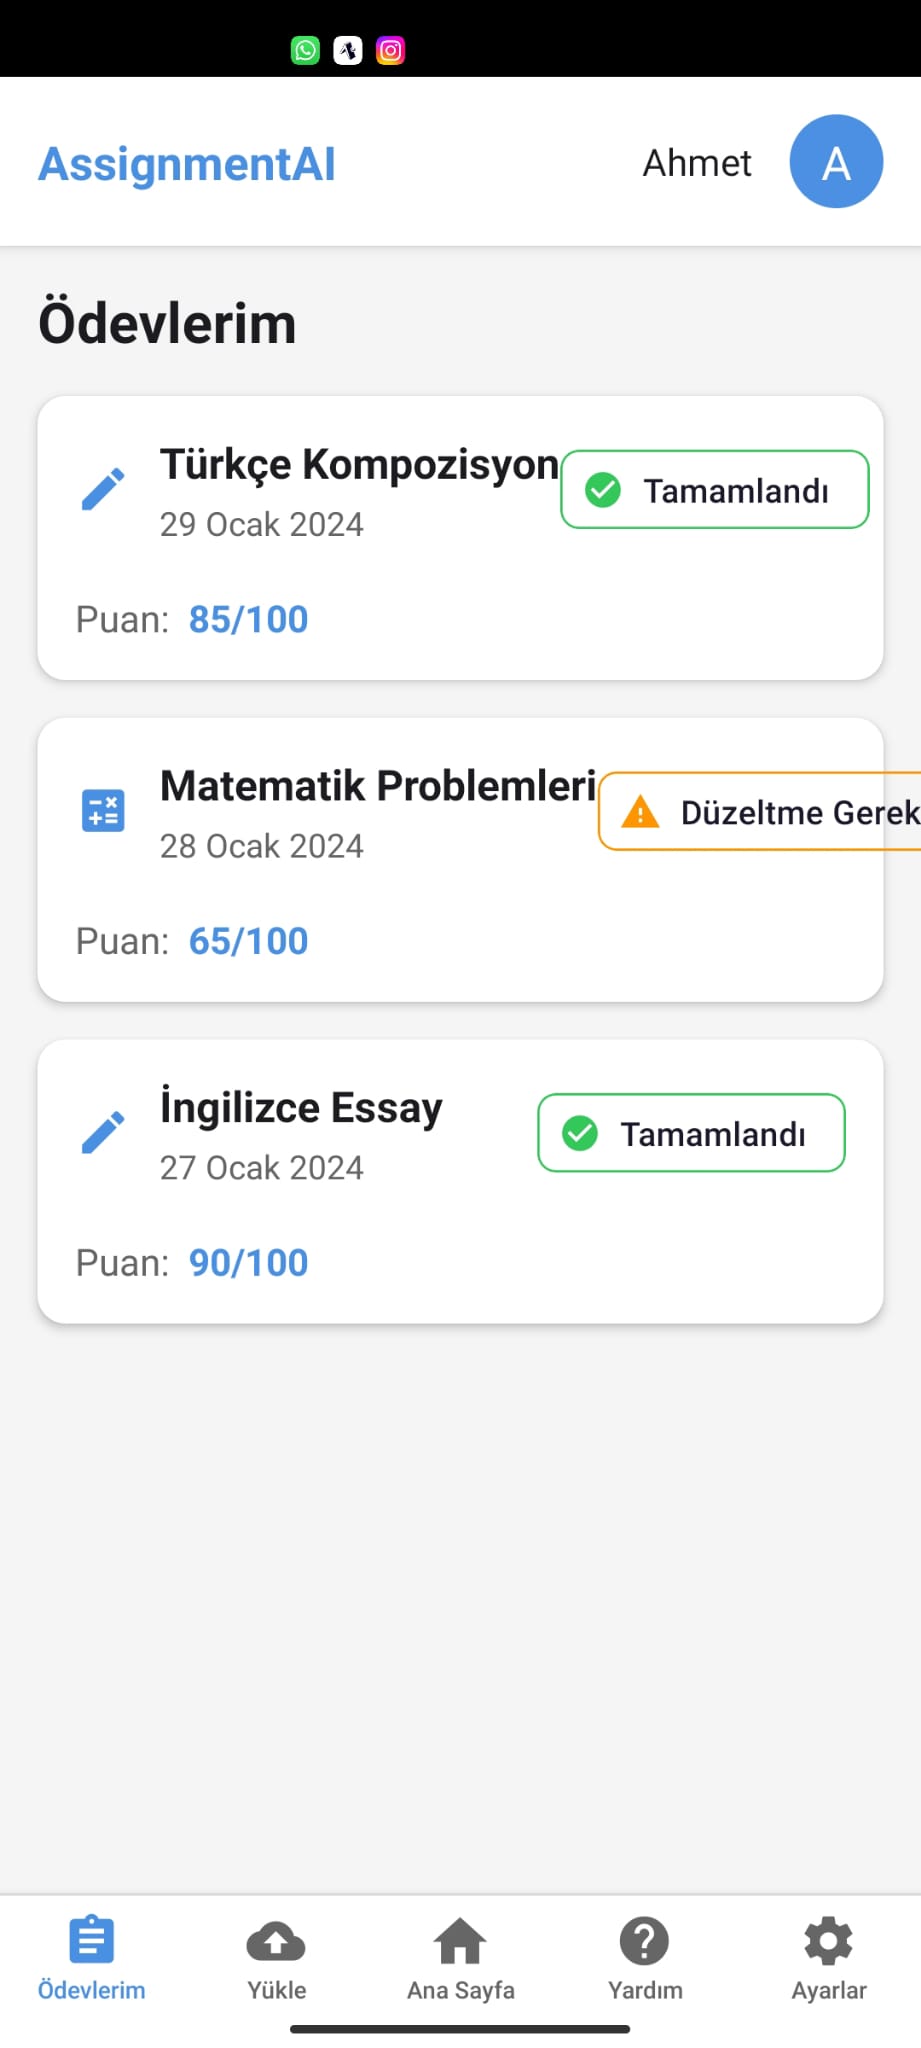 AssignmentAI
Ahmet
A
Ödevlerim
Türkçe Kompozisyon
Tamamlandı
29 Ocak 2024
Puan: 85/100
Matematik Problemleri
Düzeltme Gerek
28 Ocak 2024
Puan: 65/100
İngilizce Essay
Tamamlandı
27 Ocak 2024
Puan: 90/100
Ödevlerim
Yükle
Ana Sayfa
Yardım
Ayarlar